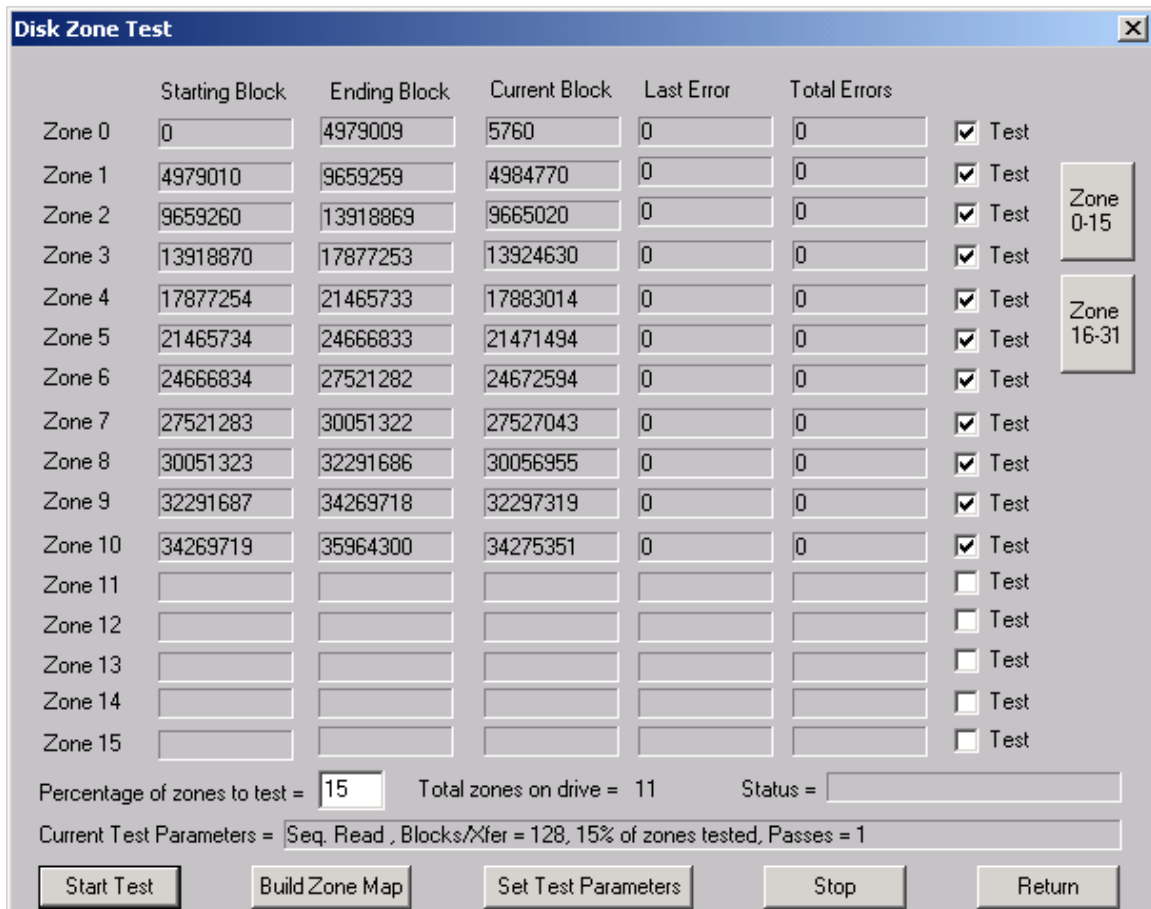 Disk Zone Test
Starting Block Ending Block Current Block Last Error Total Errors
Zone 0 0 4979009 5760 0 0 Test
Zone 1 4979010 9659259 4984770 0 0 Test
Zone 2 9659260 13918869 9665020 0 0 Test
Zone 0-15
Zone 3 13918870 17877253 13924630 0 0 Test
Zone 4 17877254 21465733 17883014 0 0 Test
Zone 5 21465734 24666833 21471494 0 0 Test
Zone 16-31
Zone 6 24666834 27521282 24672594 0 0 Test
Zone 7 27521283 30051322 27527043 0 0 Test
Zone 8 30051323 32291686 30056955 0 0 Test
Zone 9 32291687 34269718 32297319 0 0 Test
Zone 10 34269719 35964300 34275351 0 0 Test
Zone 11 Test
Zone 12 Test
Zone 13 Test
Zone 14 Test
Zone 15 Test
Percentage of zones to test = 15 Total zones on drive = 11 Status =
Current Test Parameters = Seq. Read , Blocks/Xfer = 128, 15% of zones tested, Passes = 1
Start Test Build Zone Map Set Test Parameters Stop Return